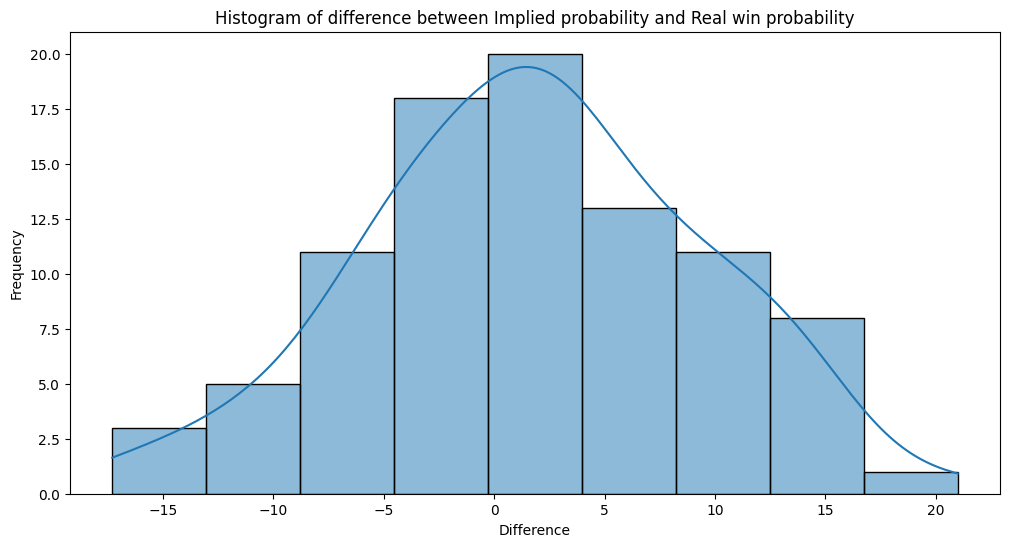 Histogram of difference between Implied probability and Real win probability
20.0
17.5
15.0
12.5
10.0
7.5
5.0
2.5
0.0
Frequency
−15 −10 −5 0 5 10 15 20
Difference